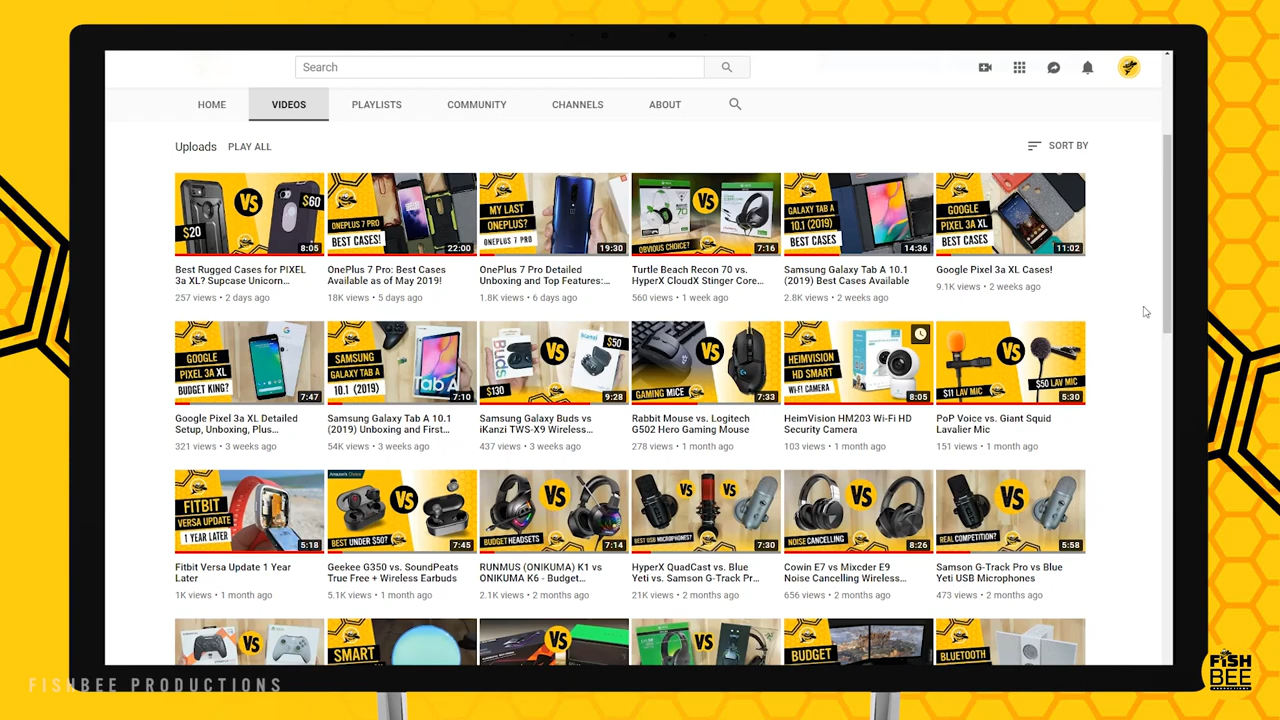 Search
HOME
VIDEOS
PLAYLISTS
COMMUNITY
CHANNELS
ABOUT
Uploads
PLAY ALL
SORT BY
$20
VS
$60
8:05
ONEPLUS 7 PRO
BEST CASES!
22:00
MY LAST
ONEPLUS?
ONEPLUS 7 PRO
19:30
VS
OBVIOUS CHOICE?
7:16
GALAXY TAB A
10.1 (2019)
BEST CASES
14:36
GOOGLE
PIXEL 3A XL
BEST CASES
11:02
Best Rugged Cases for PIXEL
3a XL? Supcase Unicorn...
257 views • 2 days ago
OnePlus 7 Pro: Best Cases
Available as of May 2019!
18K views • 5 days ago
OnePlus 7 Pro Detailed
Unboxing and Top Features:...
1.8K views • 6 days ago
Turtle Beach Recon 70 vs.
HyperX CloudX Stinger Core...
560 views • 1 week ago
Samsung Galaxy Tab A 10.1
(2019) Best Cases Available
2.8K views • 2 weeks ago
Google Pixel 3a XL Cases!
9.1K views • 2 weeks ago
GOOGLE
PIXEL 3A XL
BUDGET KING?
7:47
SAMSUNG
GALAXY TAB A
10.1 (2019)
Tab A
7:10
Buds
VS
$50
$130
9:28
VS
GAMING MICE
7:33
HEIMVISION
HD SMART
WI-FI CAMERA
8:05
VS
$11 LAV MIC
$50 LAV MIC
5:30
Google Pixel 3a XL Detailed
Setup, Unboxing, Plus...
321 views • 3 weeks ago
Samsung Galaxy Tab A 10.1
(2019) Unboxing and First...
54K views • 3 weeks ago
Samsung Galaxy Buds vs
iKanzi TWS-X9 Wireless...
437 views • 3 weeks ago
Rabbit Mouse vs. Logitech
G502 Hero Gaming Mouse
278 views • 1 month ago
HeimVision HM203 Wi-Fi HD
Security Camera
103 views • 1 month ago
PoP Voice vs. Giant Squid
Lavalier Mic
151 views • 1 month ago
FITBIT
VERSA UPDATE
1 YEAR LATER
5:18
Amazon's Choice
VS
BEST UNDER $50?
7:45
VS
BUDGET HEADSETS
7:14
VS
VS
BEST USB MICROPHONES?
7:30
VS
NOISE CANCELLING
8:26
VS
REAL COMPETITION?
5:58
Fitbit Versa Update 1 Year
Later
1K views • 1 month ago
Geekee G350 vs. SoundPeats
True Free + Wireless Earbuds
5.1K views • 1 month ago
RUNMUS (ONIKUMA) K1 vs
ONIKUMA K6 - Budget...
2.1K views • 2 months ago
HyperX QuadCast vs. Blue
Yeti vs. Samson G-Track Pr...
21K views • 2 months ago
Cowin E7 vs Mixcder E9
Noise Cancelling Wireless...
656 views • 2 months ago
Samson G-Track Pro vs Blue
Yeti USB Microphones
473 views • 2 months ago
VS
SMART
VS
VS
BUDGET
BLUETOOTH
FISHBEE PRODUCTIONS
FISH
BEE